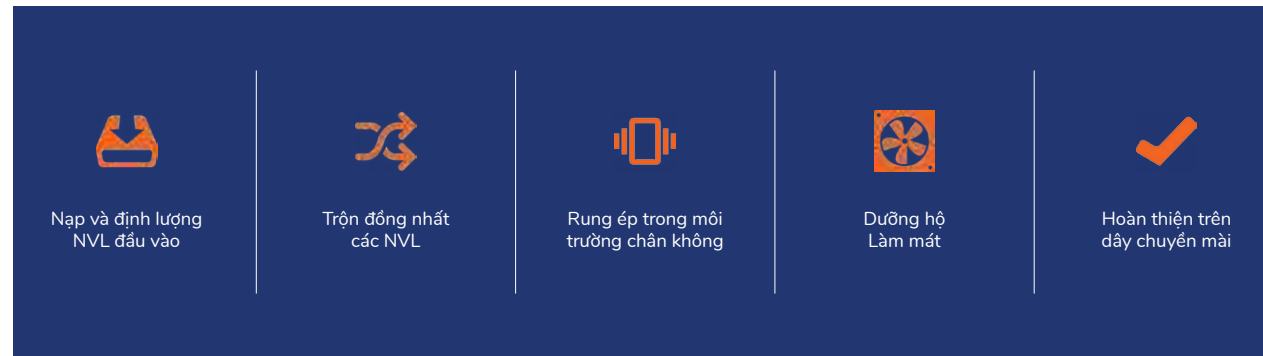 Nạp và định lượng
NVL đầu vào
Trộn đồng nhất
các NVL
Rung ép trong môi
trường chân không
Dưỡng hộ
Làm mát
Hoàn thiện trên
dây chuyền mài